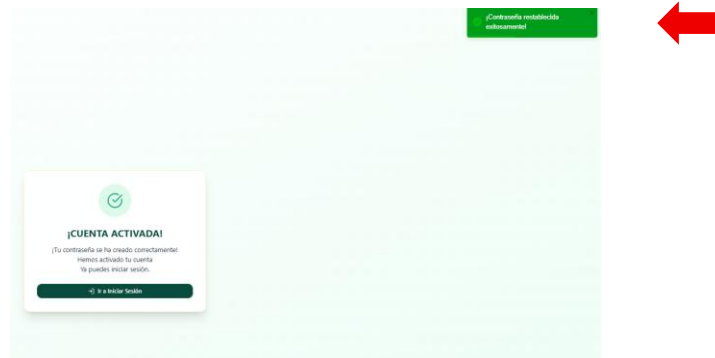 ¡Contraseña restablecida
exitosamente!
¡CUENTA ACTIVADA!
¡Tu contraseña se ha creado correctamente!
Hemos activado tu cuenta
Ya puedes iniciar sesión.
Ir a Iniciar Sesión